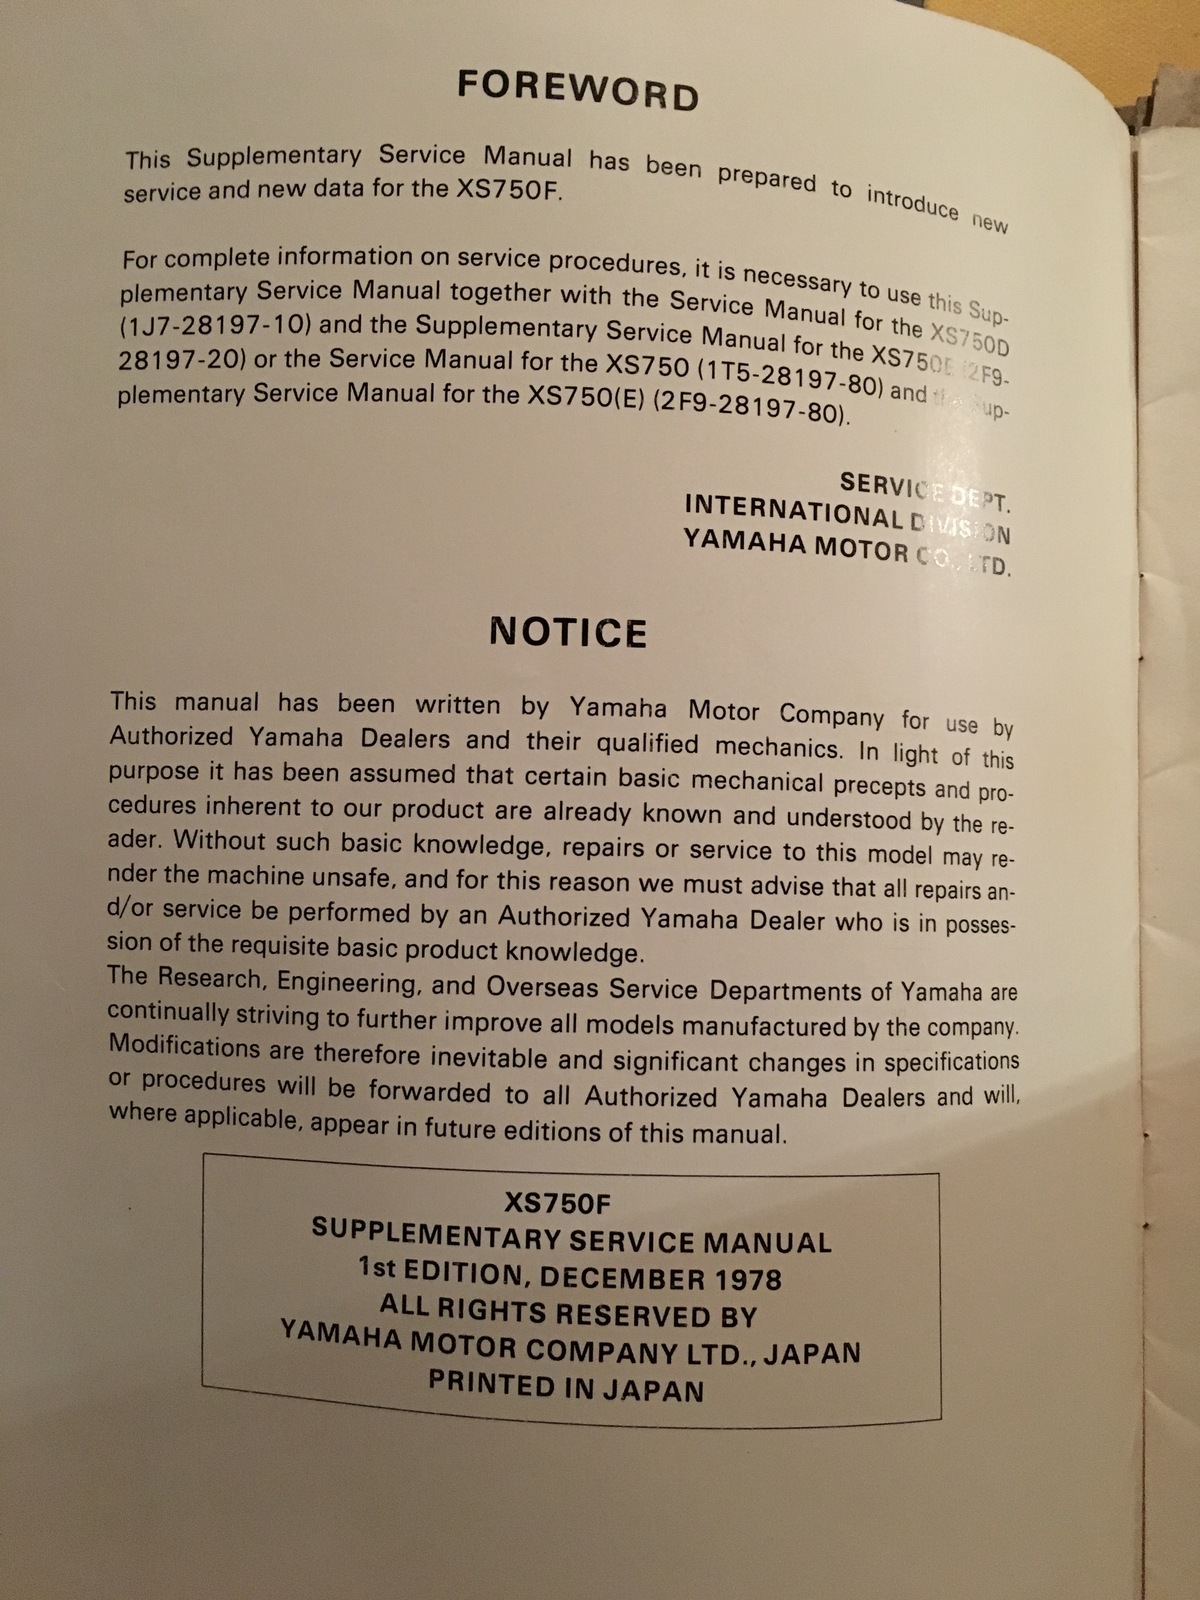 FOREWORD
This Supplementary Service Manual has been prepared to introduce new
service and new data for the XS750F.
For complete information on service procedures, it is necessary to use this Sup-
plementary Service Manual together with the Service Manual for the XS750D
(1J7-28197-10) and the Supplementary Service Manual for the XS750E (2F9-
28197-20) or the Service Manual for the XS750 (1T5-28197-80) and the Sup-
plementary Service Manual for the XS750(E) (2F9-28197-80).
SERVICE DEPT.
INTERNATIONAL DIVISION
YAMAHA MOTOR CO., LTD.
NOTICE
This manual has been written by Yamaha Motor Company for use by
Authorized Yamaha Dealers and their qualified mechanics. In light of this
purpose it has been assumed that certain basic mechanical precepts and pro-
cedures inherent to our product are already known and understood by the re-
ader. Without such basic knowledge, repairs or service to this model may re-
nder the machine unsafe, and for this reason we must advise that all repairs an-
d/or service be performed by an Authorized Yamaha Dealer who is in posses-
sion of the requisite basic product knowledge.
The Research, Engineering, and Overseas Service Departments of Yamaha are
continually striving to further improve all models manufactured by the company.
Modifications are therefore inevitable and significant changes in specifications
or procedures will be forwarded to all Authorized Yamaha Dealers and will,
where applicable, appear in future editions of this manual.
XS750F
SUPPLEMENTARY SERVICE MANUAL
1st EDITION, DECEMBER 1978
ALL RIGHTS RESERVED BY
YAMAHA MOTOR COMPANY LTD., JAPAN
PRINTED IN JAPAN